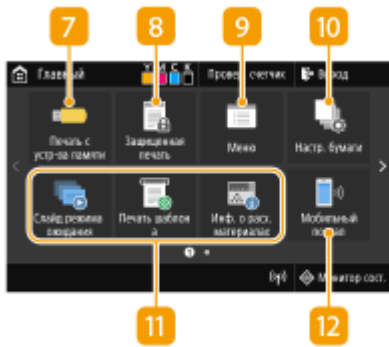 7 8 9 10
Главный Y M C K Провер. счетчик Выход
Печать с
устр-ва памяти
Защищенная
печать
Меню
Настр. бумаги
Слайд режима
ожидания
Печать шаблон
а
Инф. о расх.
материалах
Мобильный
портал
Монитор сост.
11 12